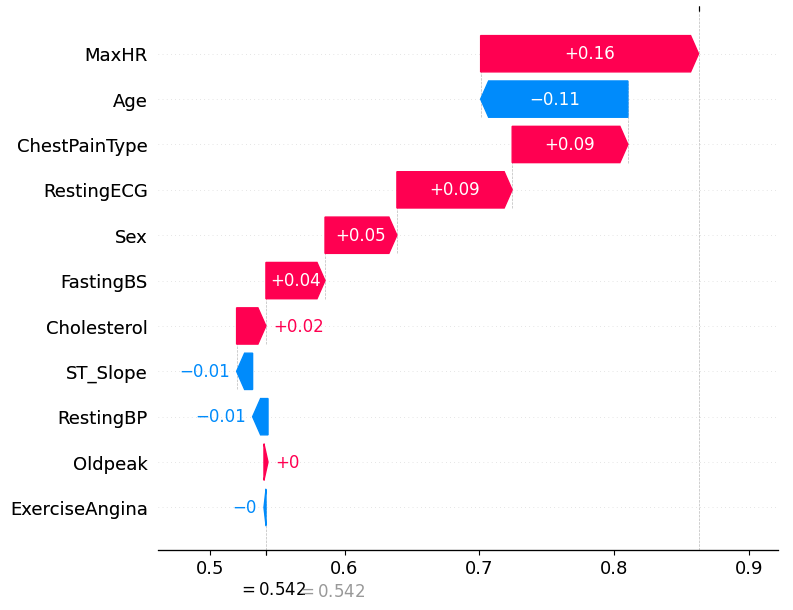 MaxHR +0.16
Age −0.11
ChestPainType +0.09
RestingECG +0.09
Sex +0.05
FastingBS +0.04
Cholesterol +0.02
ST_Slope −0.01
RestingBP −0.01
Oldpeak +0
ExerciseAngina −0
0.5 0.6 0.7 0.8 0.9
= 0.542 = 0.542